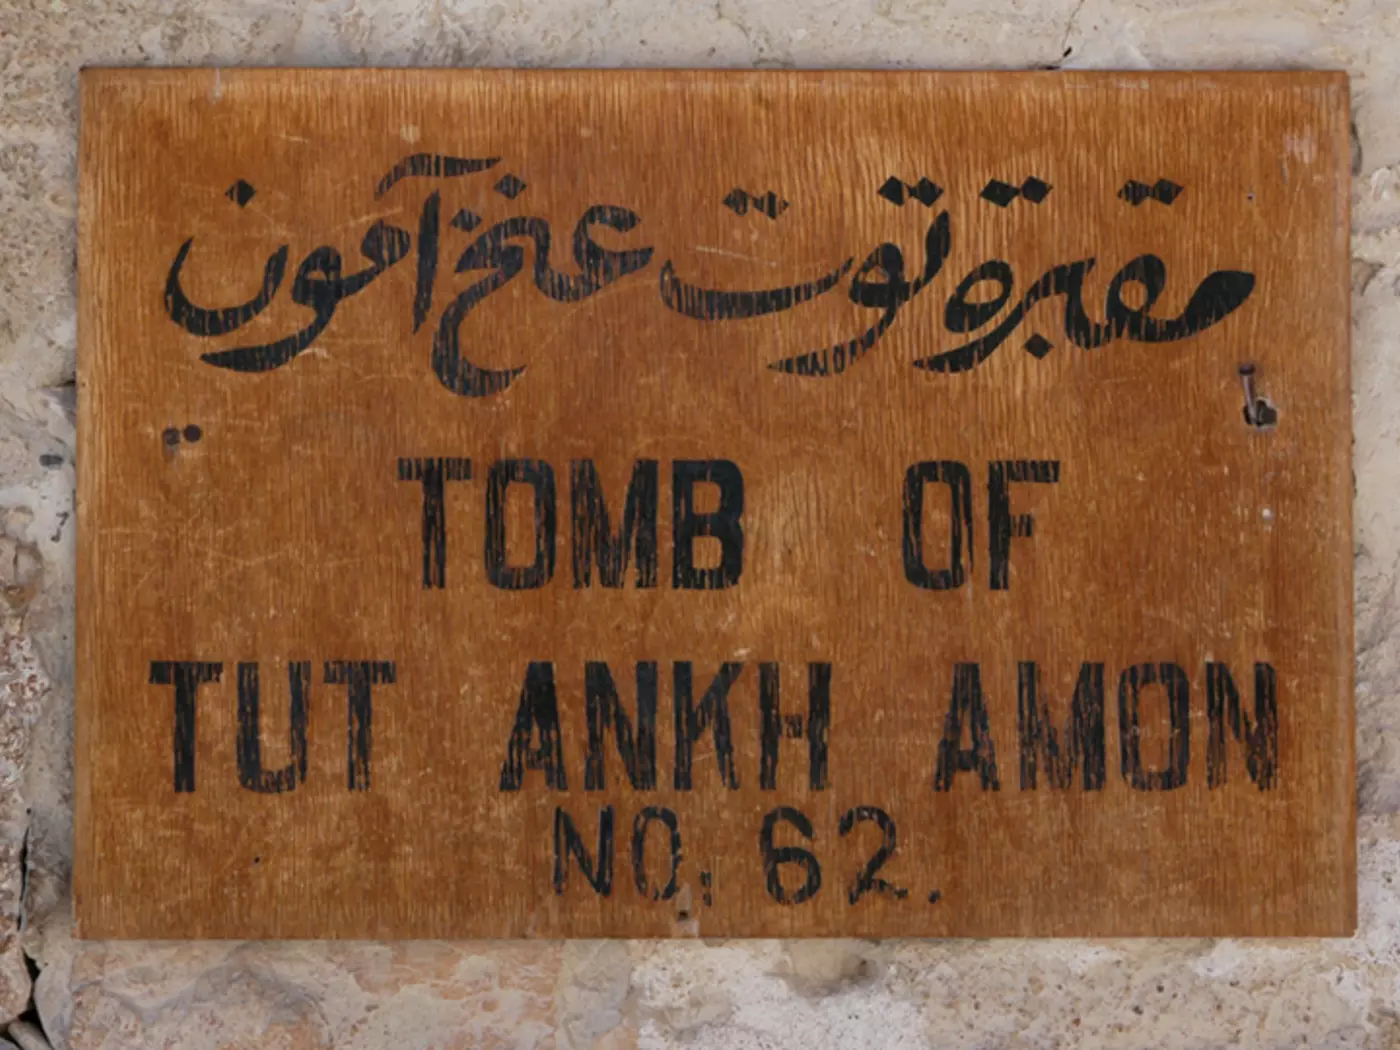 مقبرة توت عنخ آمون
TOMB OF
TUT ANKH AMON
NO. 62.